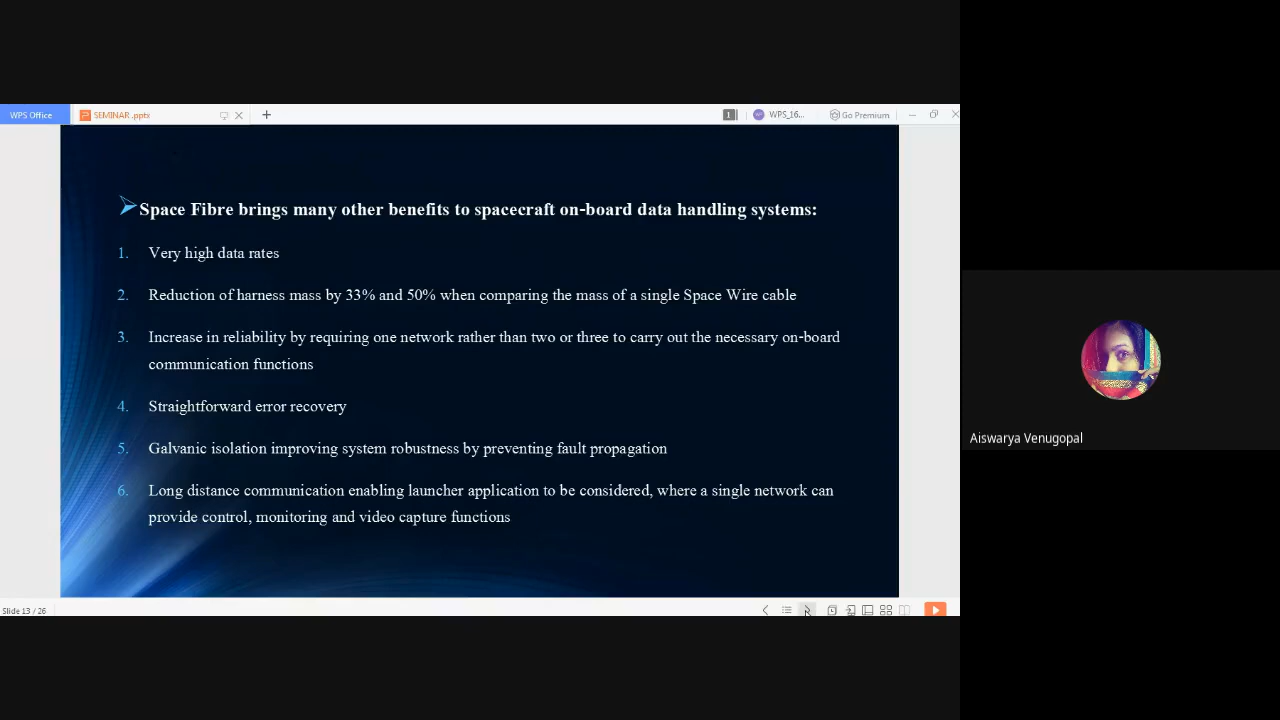 WPS Office
SEMINAR .pptx
1
WPS_16...
Go Premium
Space Fibre brings many other benefits to spacecraft on-board data handling systems:
1. Very high data rates
2. Reduction of harness mass by 33% and 50% when comparing the mass of a single Space Wire cable
3. Increase in reliability by requiring one network rather than two or three to carry out the necessary on-board
communication functions
4. Straightforward error recovery
5. Galvanic isolation improving system robustness by preventing fault propagation
6. Long distance communication enabling launcher application to be considered, where a single network can
provide control, monitoring and video capture functions
Aiswarya Venugopal
Slide 13 / 26